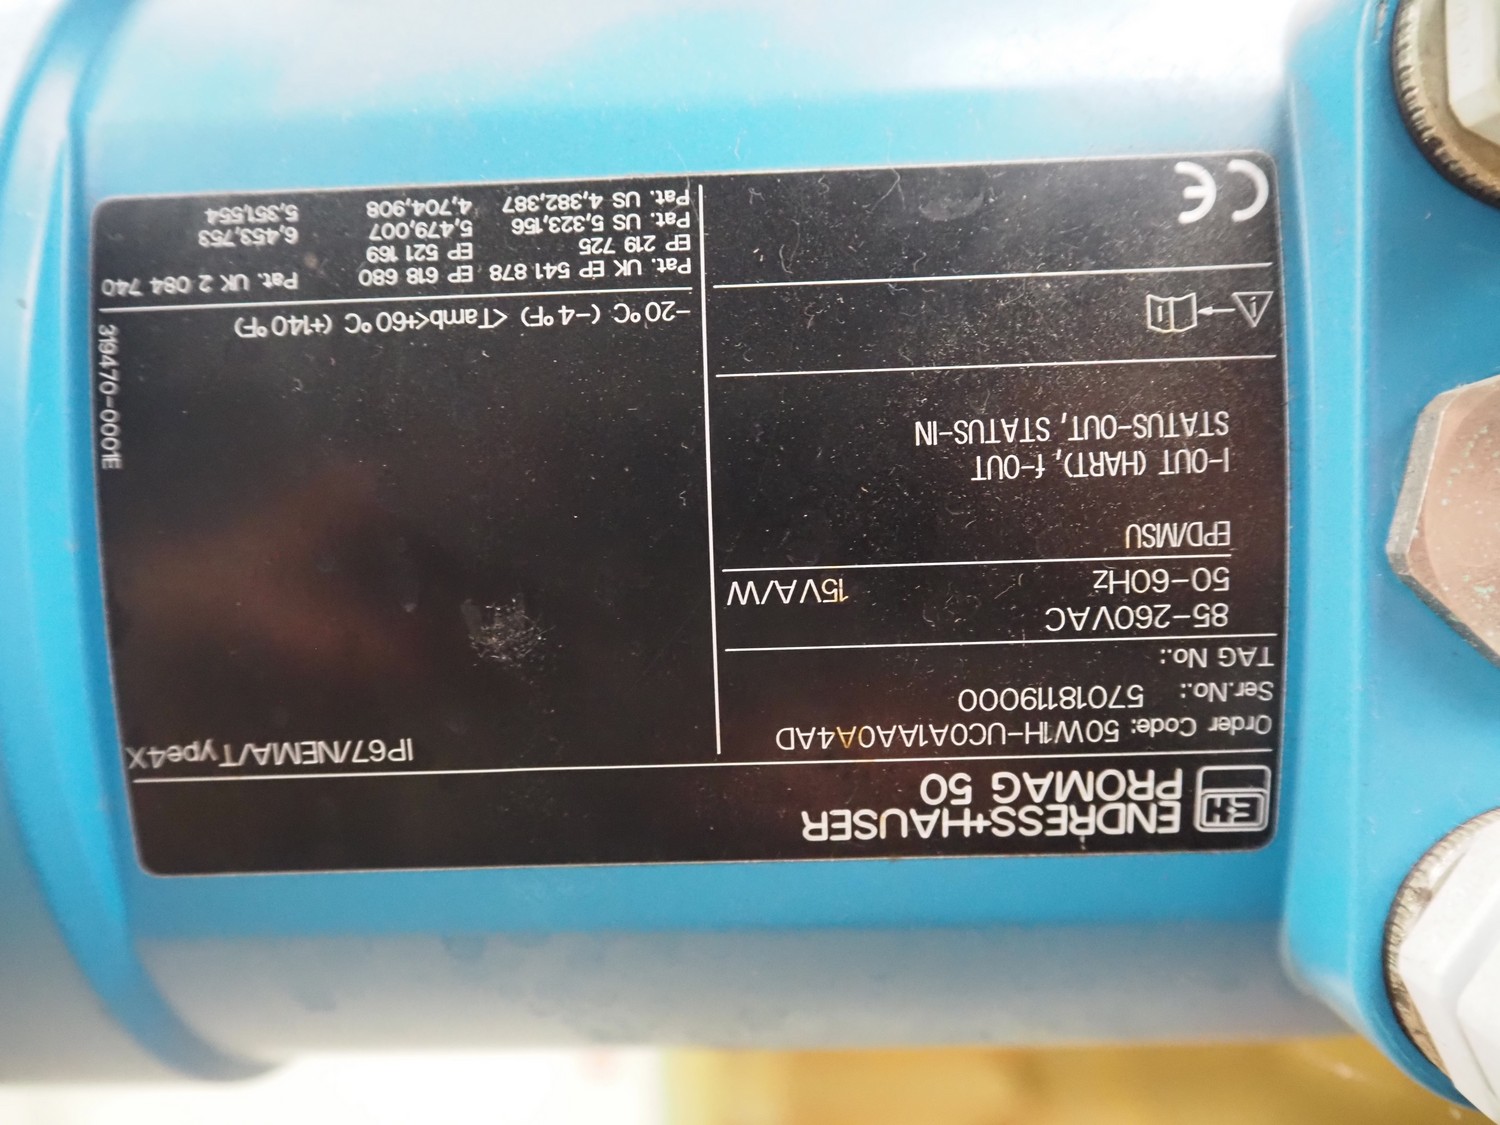 E+H
ENDRESS+HAUSER
PROMAG 50
Order Code: 50W1H-UC0A1AA0A4AD
Ser.No.: 57018119000
TAG No.:
85-260VAC
50-60Hz 15VA/W
EPD/MSU
I-OUT (HART), f-OUT
STATUS-OUT, STATUS-IN
i
i
CE
IP67/NEMA/Type4X
-20°C (-4°F) <Tamb<+60°C (+140°F)
Pat. UK EP 541 878 EP 618 680 Pat. UK 2 084 740
EP 219 725 EP 521 169
Pat. US 5,323,156 5,479,007 6,453,753
Pat. US 4,382,387 4,704,908 5,351,554
319470-0001E